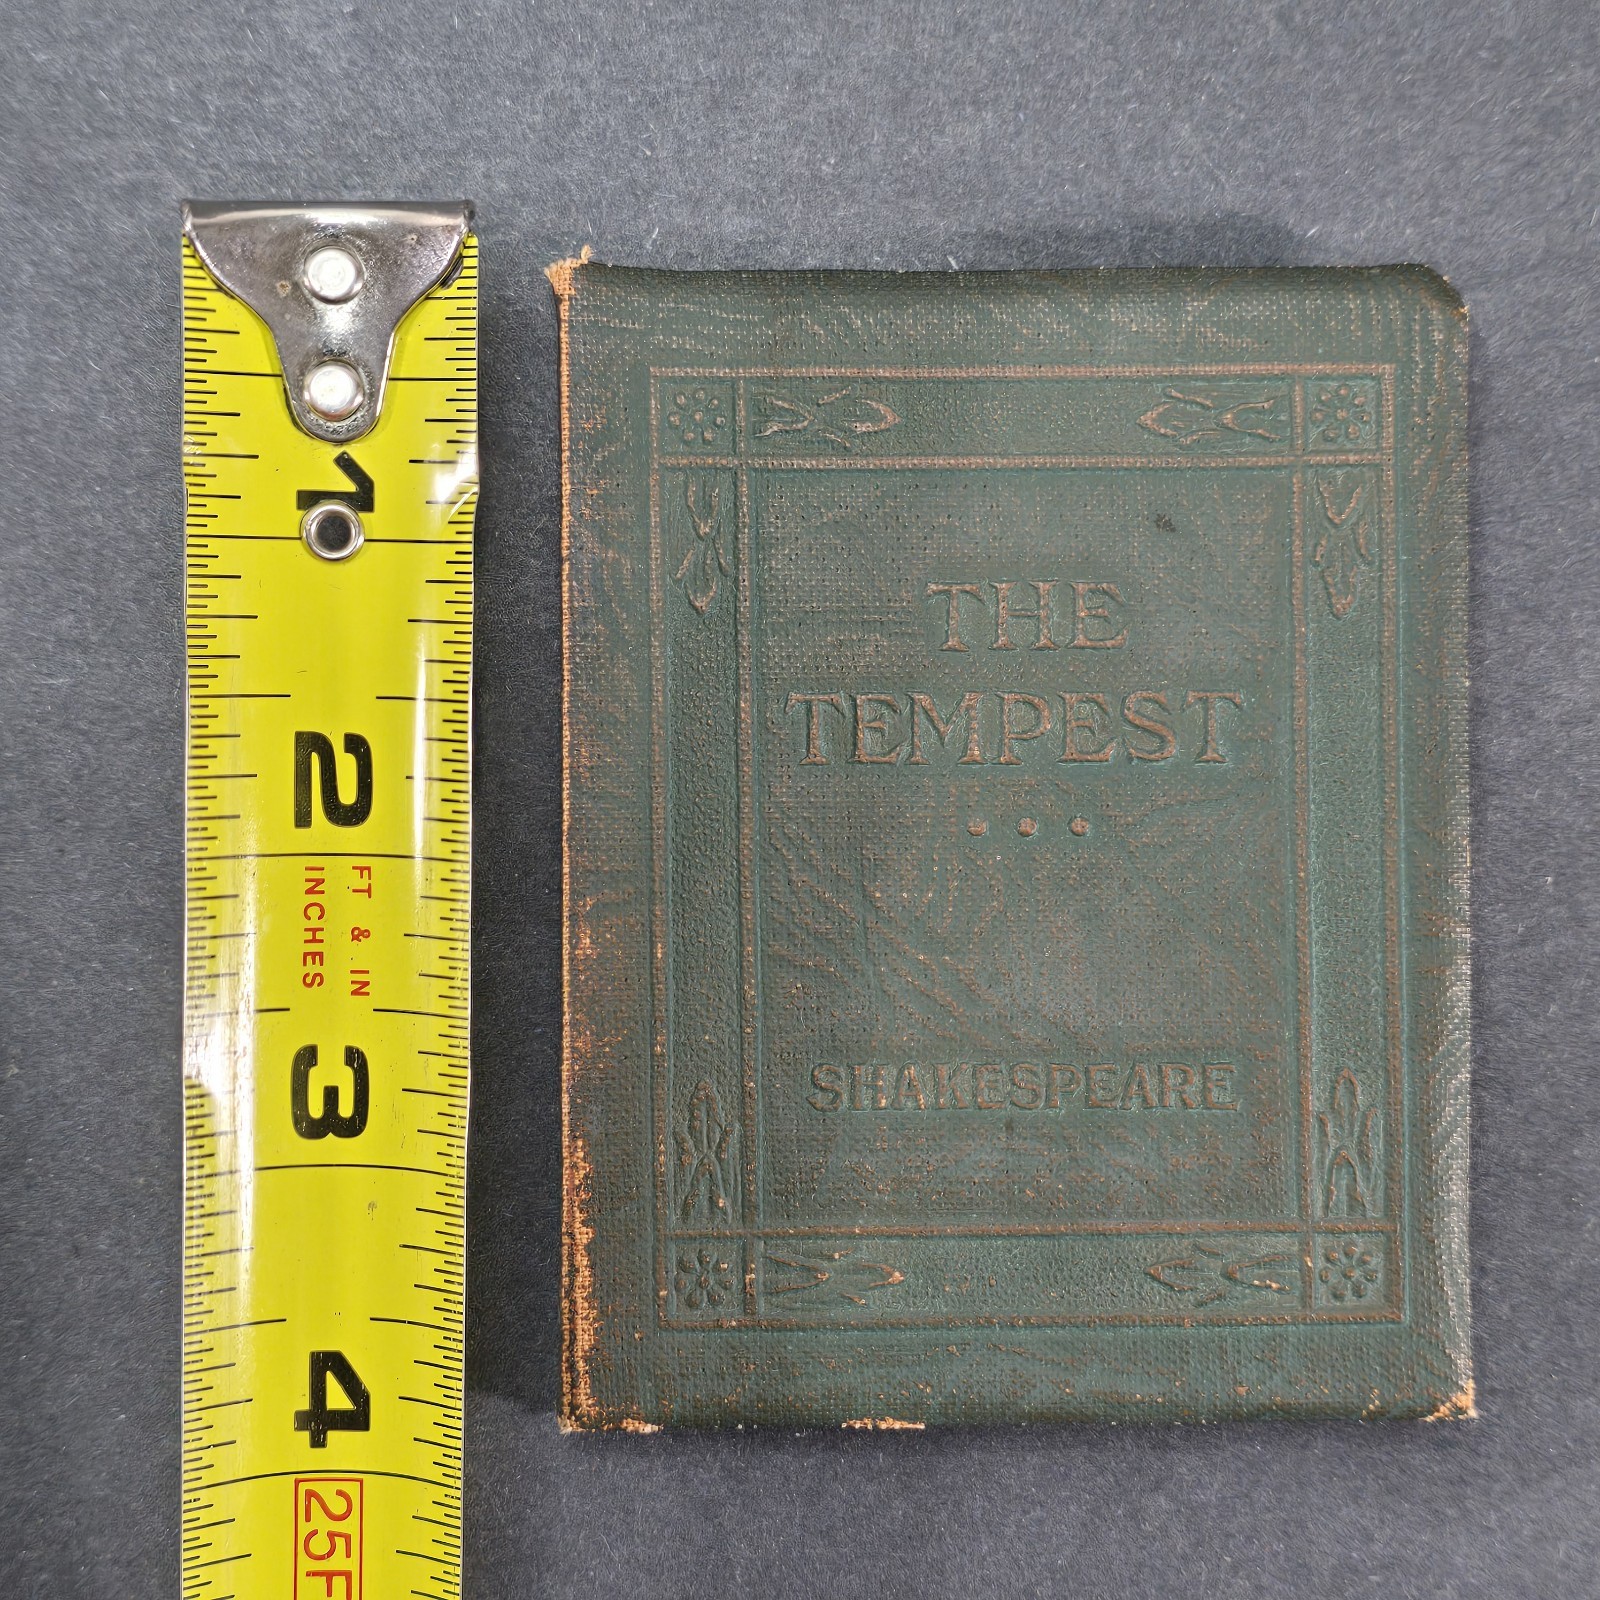 1
2
FT & IN
INCHES
3
4
25F
THE
TEMPEST
• • •
SHAKESPEARE